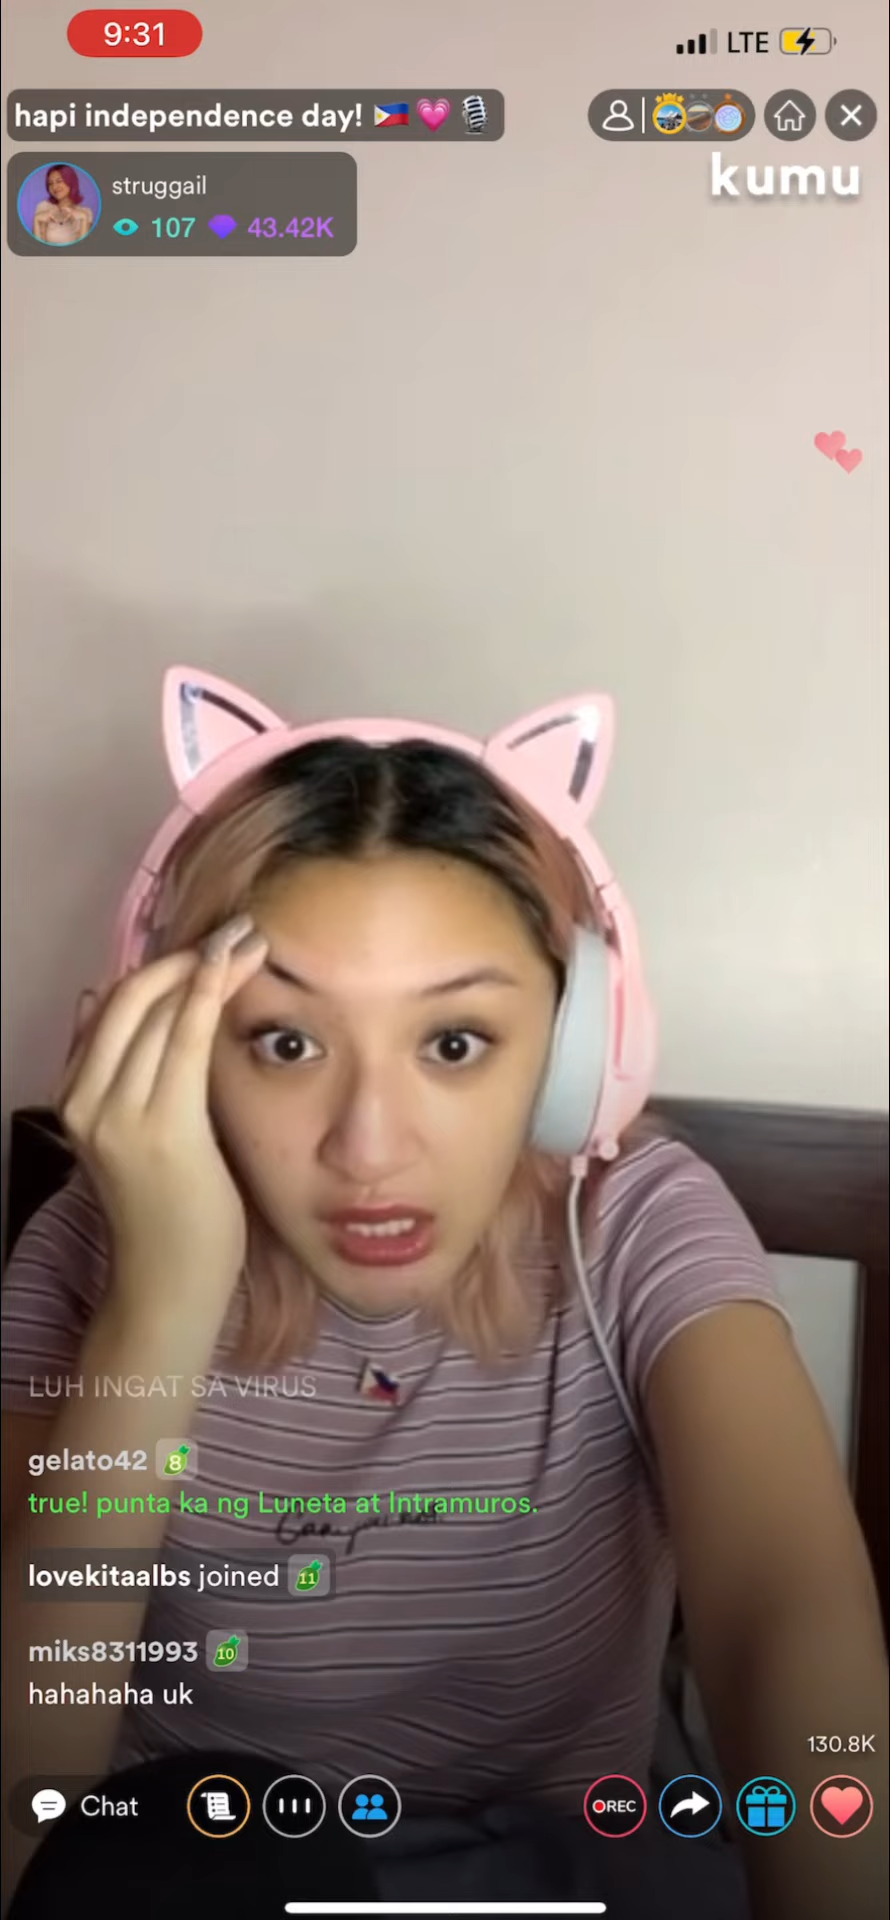 9:31
LTE
hapi independence day! 🇵🇭 💗 🎙️
kumu
struggail
107 43.42K
LUH INGAT SA VIRUS
gelato42 8
true! punta ka ng Luneta at Intramuros.
lovekitaalbs joined 11
miks8311993 10
hahahaha uk
130.8K
Chat
REC